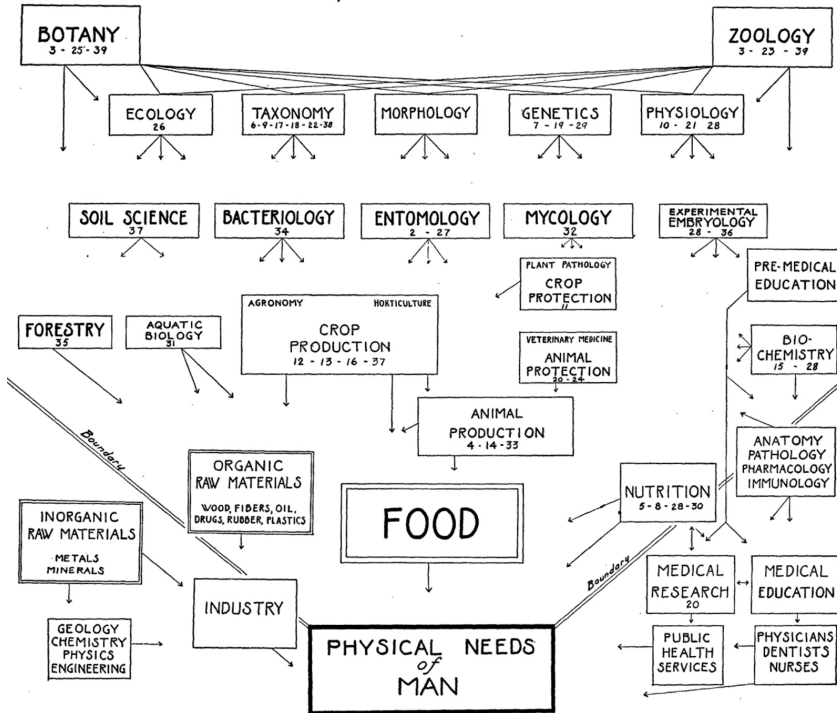 BOTANY
3 - 25 - 39
ZOOLOGY
3 - 23 - 39
ECOLOGY
26
TAXONOMY
6-9-17-18-22-38
MORPHOLOGY
GENETICS
7 - 19 - 29
PHYSIOLOGY
10 - 21 28
SOIL SCIENCE
37
BACTERIOLOGY
34
ENTOMOLOGY
2 - 27
MYCOLOGY
32
EXPERIMENTAL
EMBRYOLOGY
28 - 36
PLANT PATHOLOGY
CROP
PROTECTION
11
PRE-MEDICAL
EDUCATION
FORESTRY
35
AQUATIC
BIOLOGY
31
AGRONOMY HORTICULTURE
CROP
PRODUCTION
12 - 13 - 16 - 37
VETERINARY MEDICINE
ANIMAL
PROTECTION
20 - 24
BIO-
CHEMISTRY
15 - 28
ANIMAL
PRODUCTION
4 - 14 - 33
Boundary
ORGANIC
RAW MATERIALS
WOOD, FIBERS, OIL,
DRUGS, RUBBER, PLASTICS
FOOD
NUTRITION
5 - 8 - 28 - 30
ANATOMY
PATHOLOGY
PHARMACOLOGY
IMMUNOLOGY
INORGANIC
RAW MATERIALS
METALS
MINERALS
INDUSTRY
Boundary
MEDICAL
RESEARCH
20
MEDICAL
EDUCATION
GEOLOGY
CHEMISTRY
PHYSICS
ENGINEERING
PHYSICAL NEEDS
of
MAN
PUBLIC
HEALTH
SERVICES
PHYSICIANS
DENTISTS
NURSES